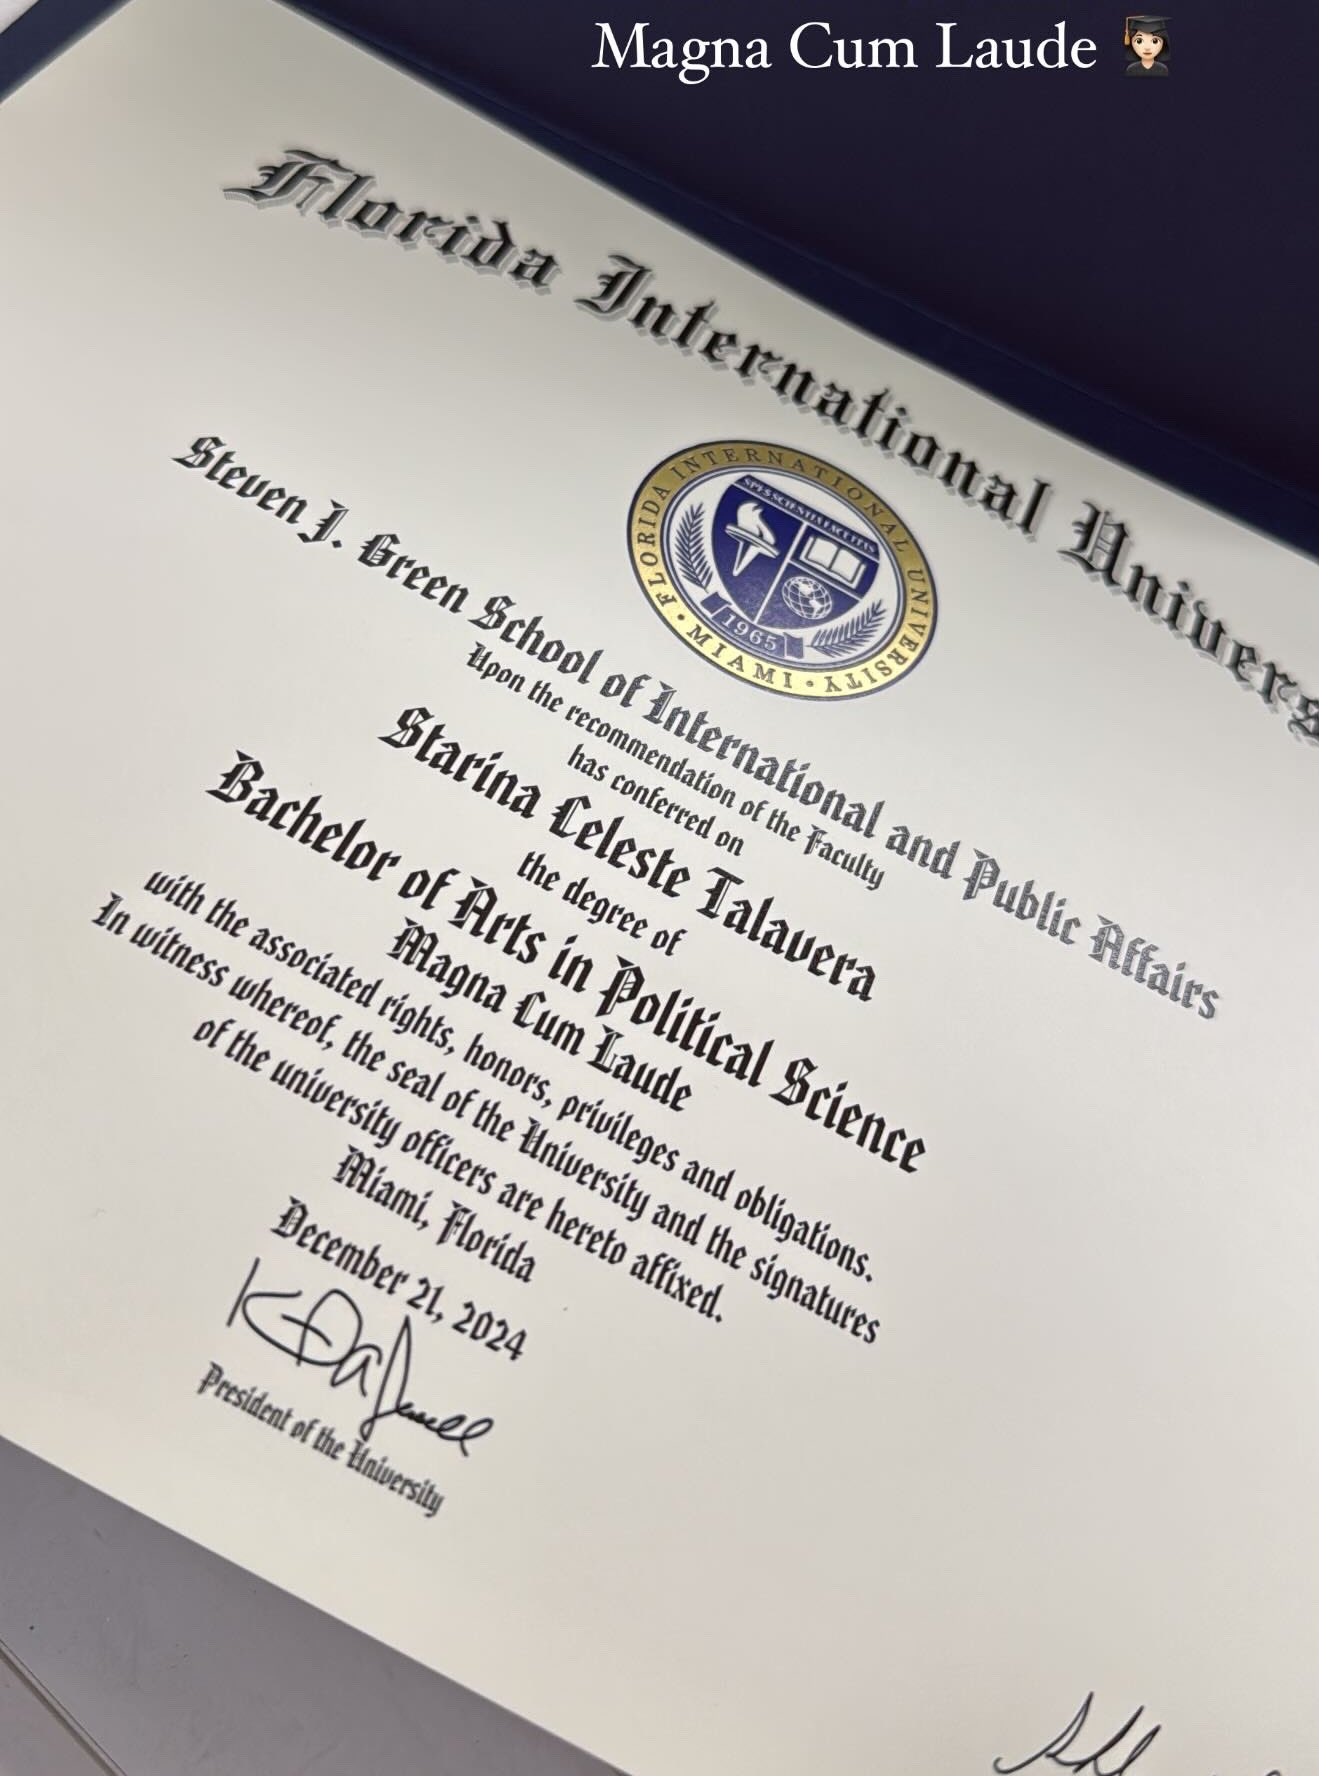 Magna Cum Laude
Florida International Univers
FLORIDA INTERNATIONAL UNIVERSITY
SPES SCIENTIA FACULTAS
1965
MIAMI
Steven J. Green School of International and Public Affairs
Upon the recommendation of the Faculty
has conferred on
Starina Celeste Talavera
the degree of
Bachelor of Arts in Political Science
Magna Cum Laude
with the associated rights, honors, privileges and obligations.
In witness whereof, the seal of the University and the signatures
of the university officers are hereto affixed.
Miami, Florida
December 21, 2024
President of the University